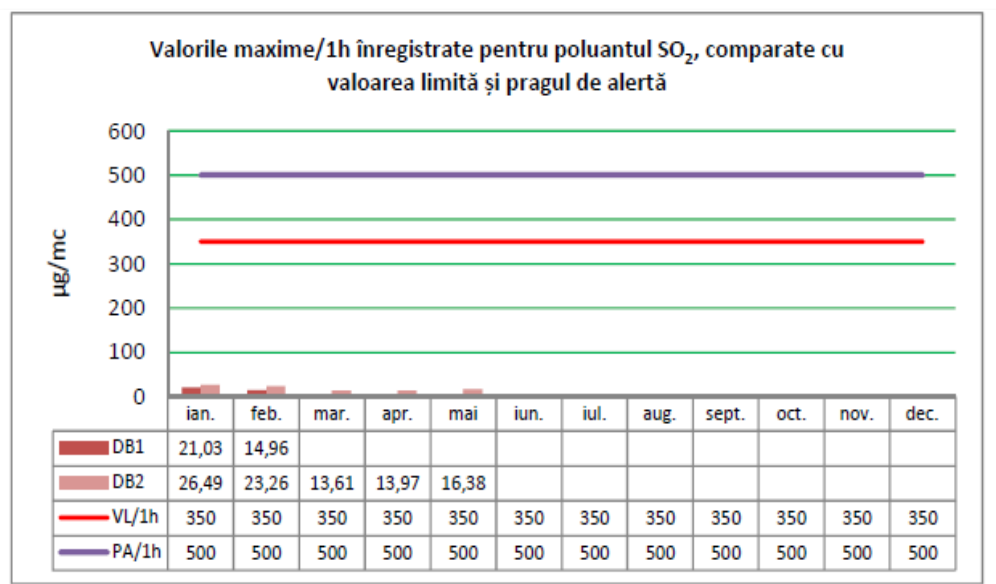 Valorile maxime/1h înregistrate pentru poluantul SO₂, comparate cu
valoarea limită și pragul de alertă
600
500
400
300
200
100
0
µg/mc
ian. feb. mar. apr. mai iun. iul. aug. sept. oct. nov. dec.
DB1 21,03 14,96
DB2 26,49 23,26 13,61 13,97 16,38
VL/1h 350 350 350 350 350 350 350 350 350 350 350 350
PA/1h 500 500 500 500 500 500 500 500 500 500 500 500